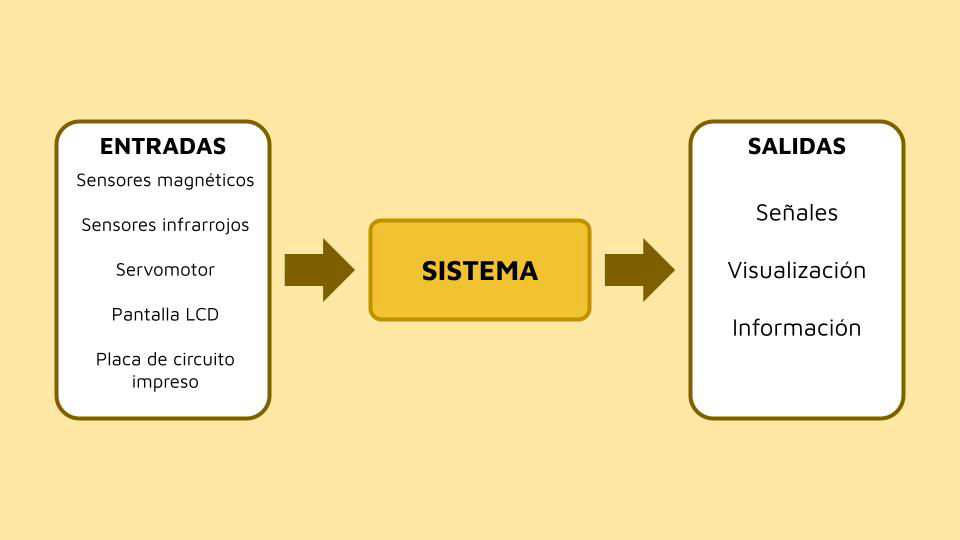 ENTRADAS
Sensores magnéticos
Sensores infrarrojos
Servomotor
Pantalla LCD
Placa de circuito
impreso
SISTEMA
SALIDAS
Señales
Visualización
Información